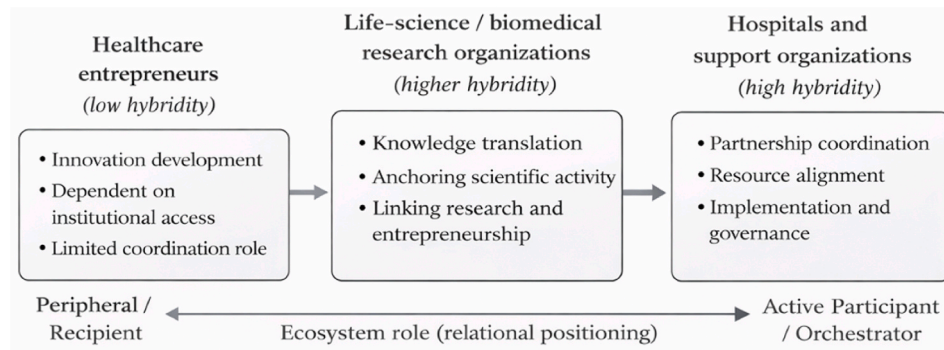 Healthcare
entrepreneurs
(low hybridity)
• Innovation development
• Dependent on
institutional access
• Limited coordination role
Life-science / biomedical
research organizations
(higher hybridity)
• Knowledge translation
• Anchoring scientific activity
• Linking research and
entrepreneurship
Hospitals and
support organizations
(high hybridity)
• Partnership coordination
• Resource alignment
• Implementation and
governance
Peripheral /
Recipient
Ecosystem role (relational positioning)
Active Participant
/ Orchestrator